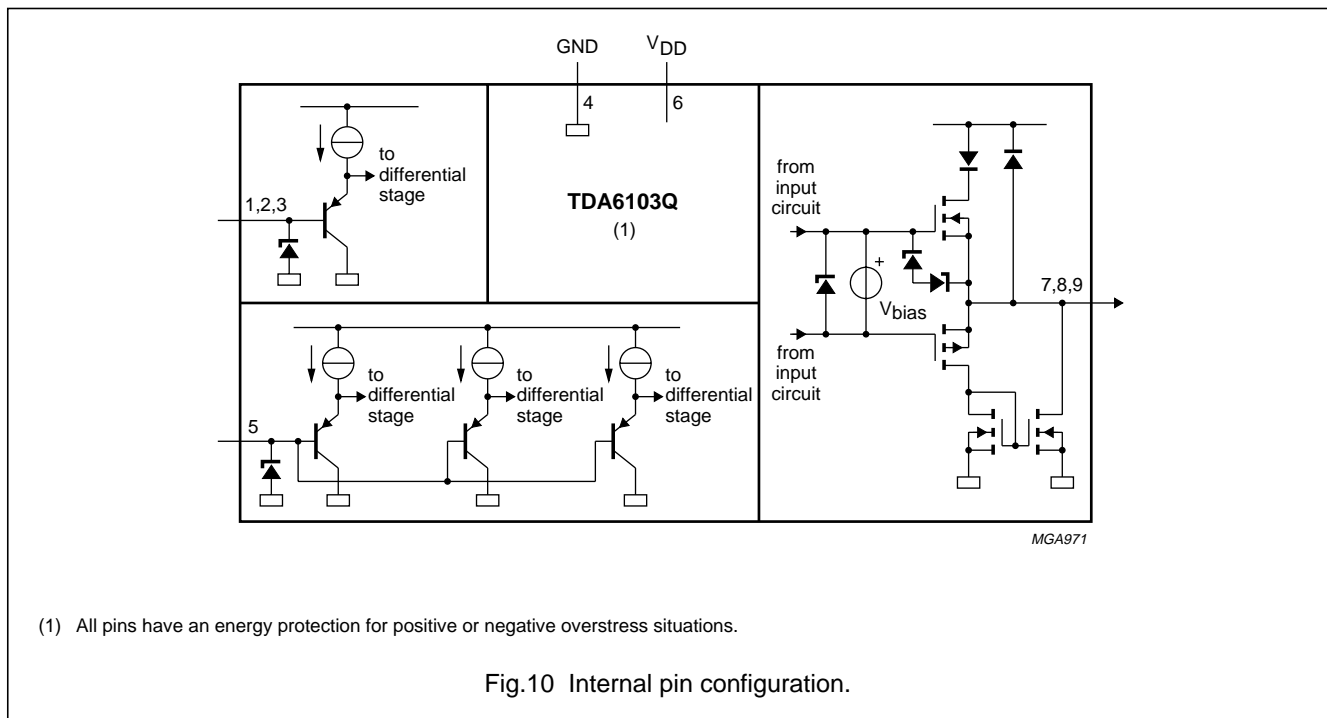 GND
VDD
4
6
to
differential
stage
1,2,3
TDA6103Q
(1)
from
input
circuit
7,8,9
+
Vbias
from
input
circuit
to
differential
stage
to
differential
stage
to
differential
stage
5
MGA971
(1) All pins have an energy protection for positive or negative overstress situations.
Fig.10 Internal pin configuration.